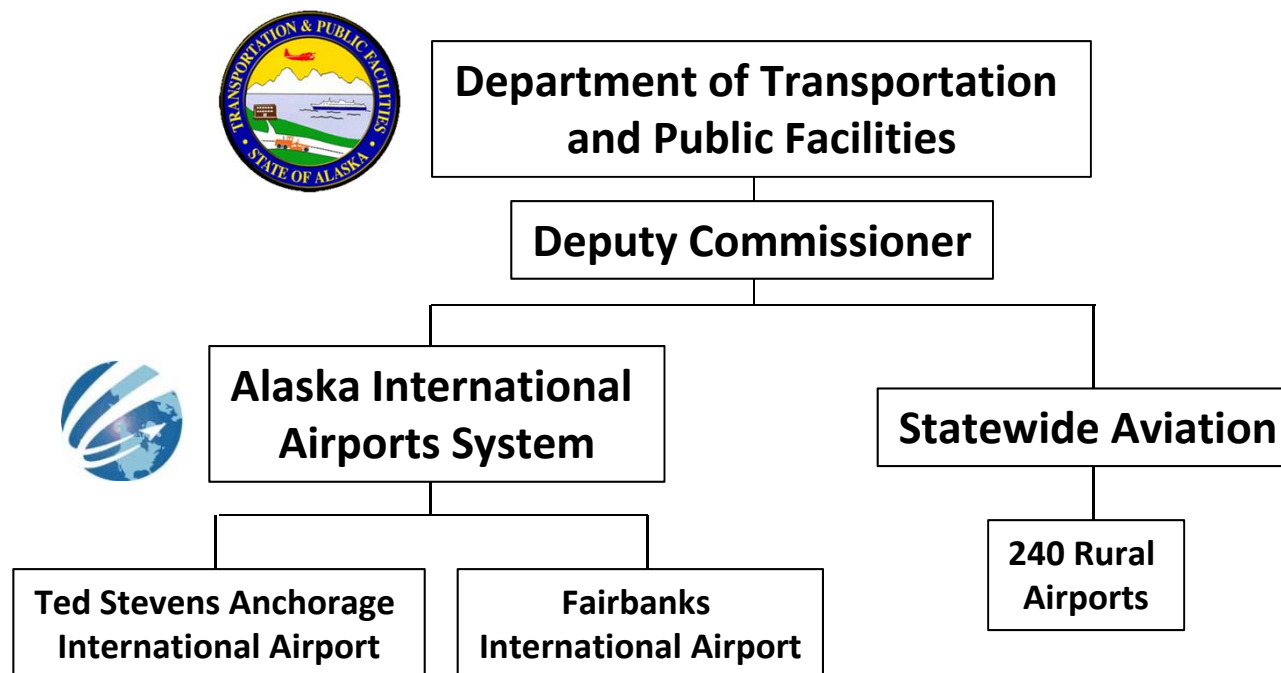 TRANSPORTATION & PUBLIC FACILITIES
STATE OF ALASKA
Department of Transportation
and Public Facilities
Deputy Commissioner
Alaska International
Airports System
Statewide Aviation
240 Rural
Airports
Ted Stevens Anchorage
International Airport
Fairbanks
International Airport